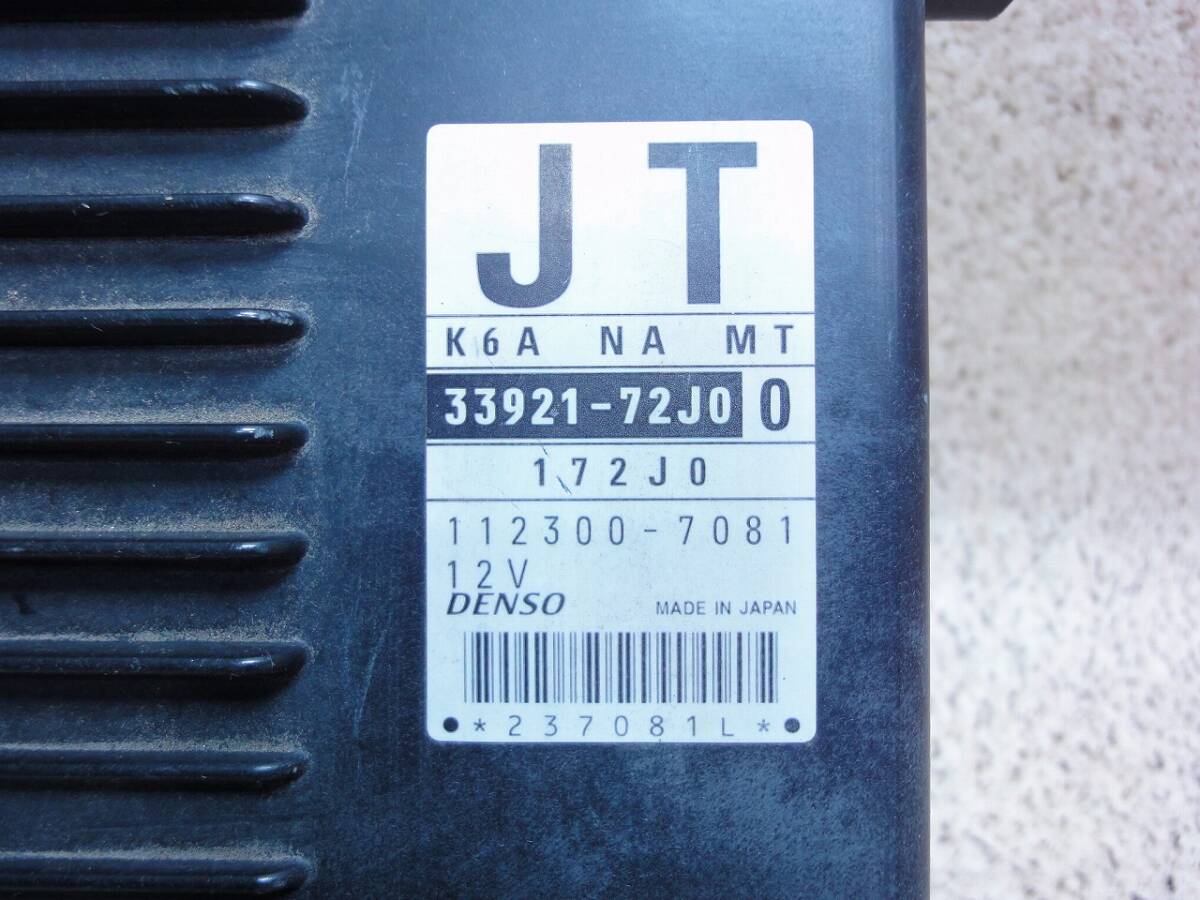 JT
K6A NA MT
33921-72J0 0
172J0
112300-7081
12V
DENSO MADE IN JAPAN
*237081L*